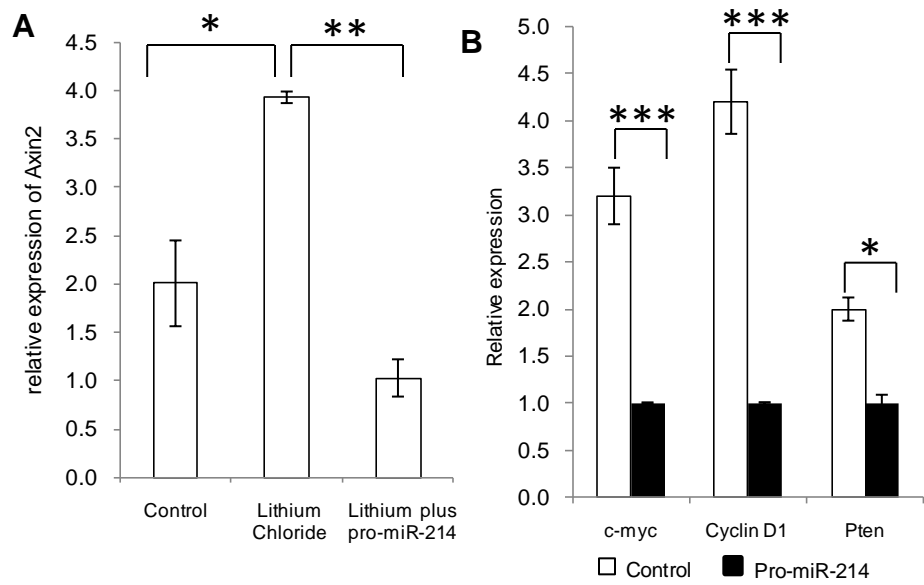 A
*
**
relative expression of Axin2
4.5
4.0
3.5
3.0
2.5
2.0
1.5
1.0
0.5
0.0
Control
Lithium
Chloride
Lithium plus
pro-miR-214
B
***
***
*
Relative expression
5.0
4.5
4.0
3.5
3.0
2.5
2.0
1.5
1.0
0.5
0.0
c-myc
Cyclin D1
Pten
Control
Pro-miR-214